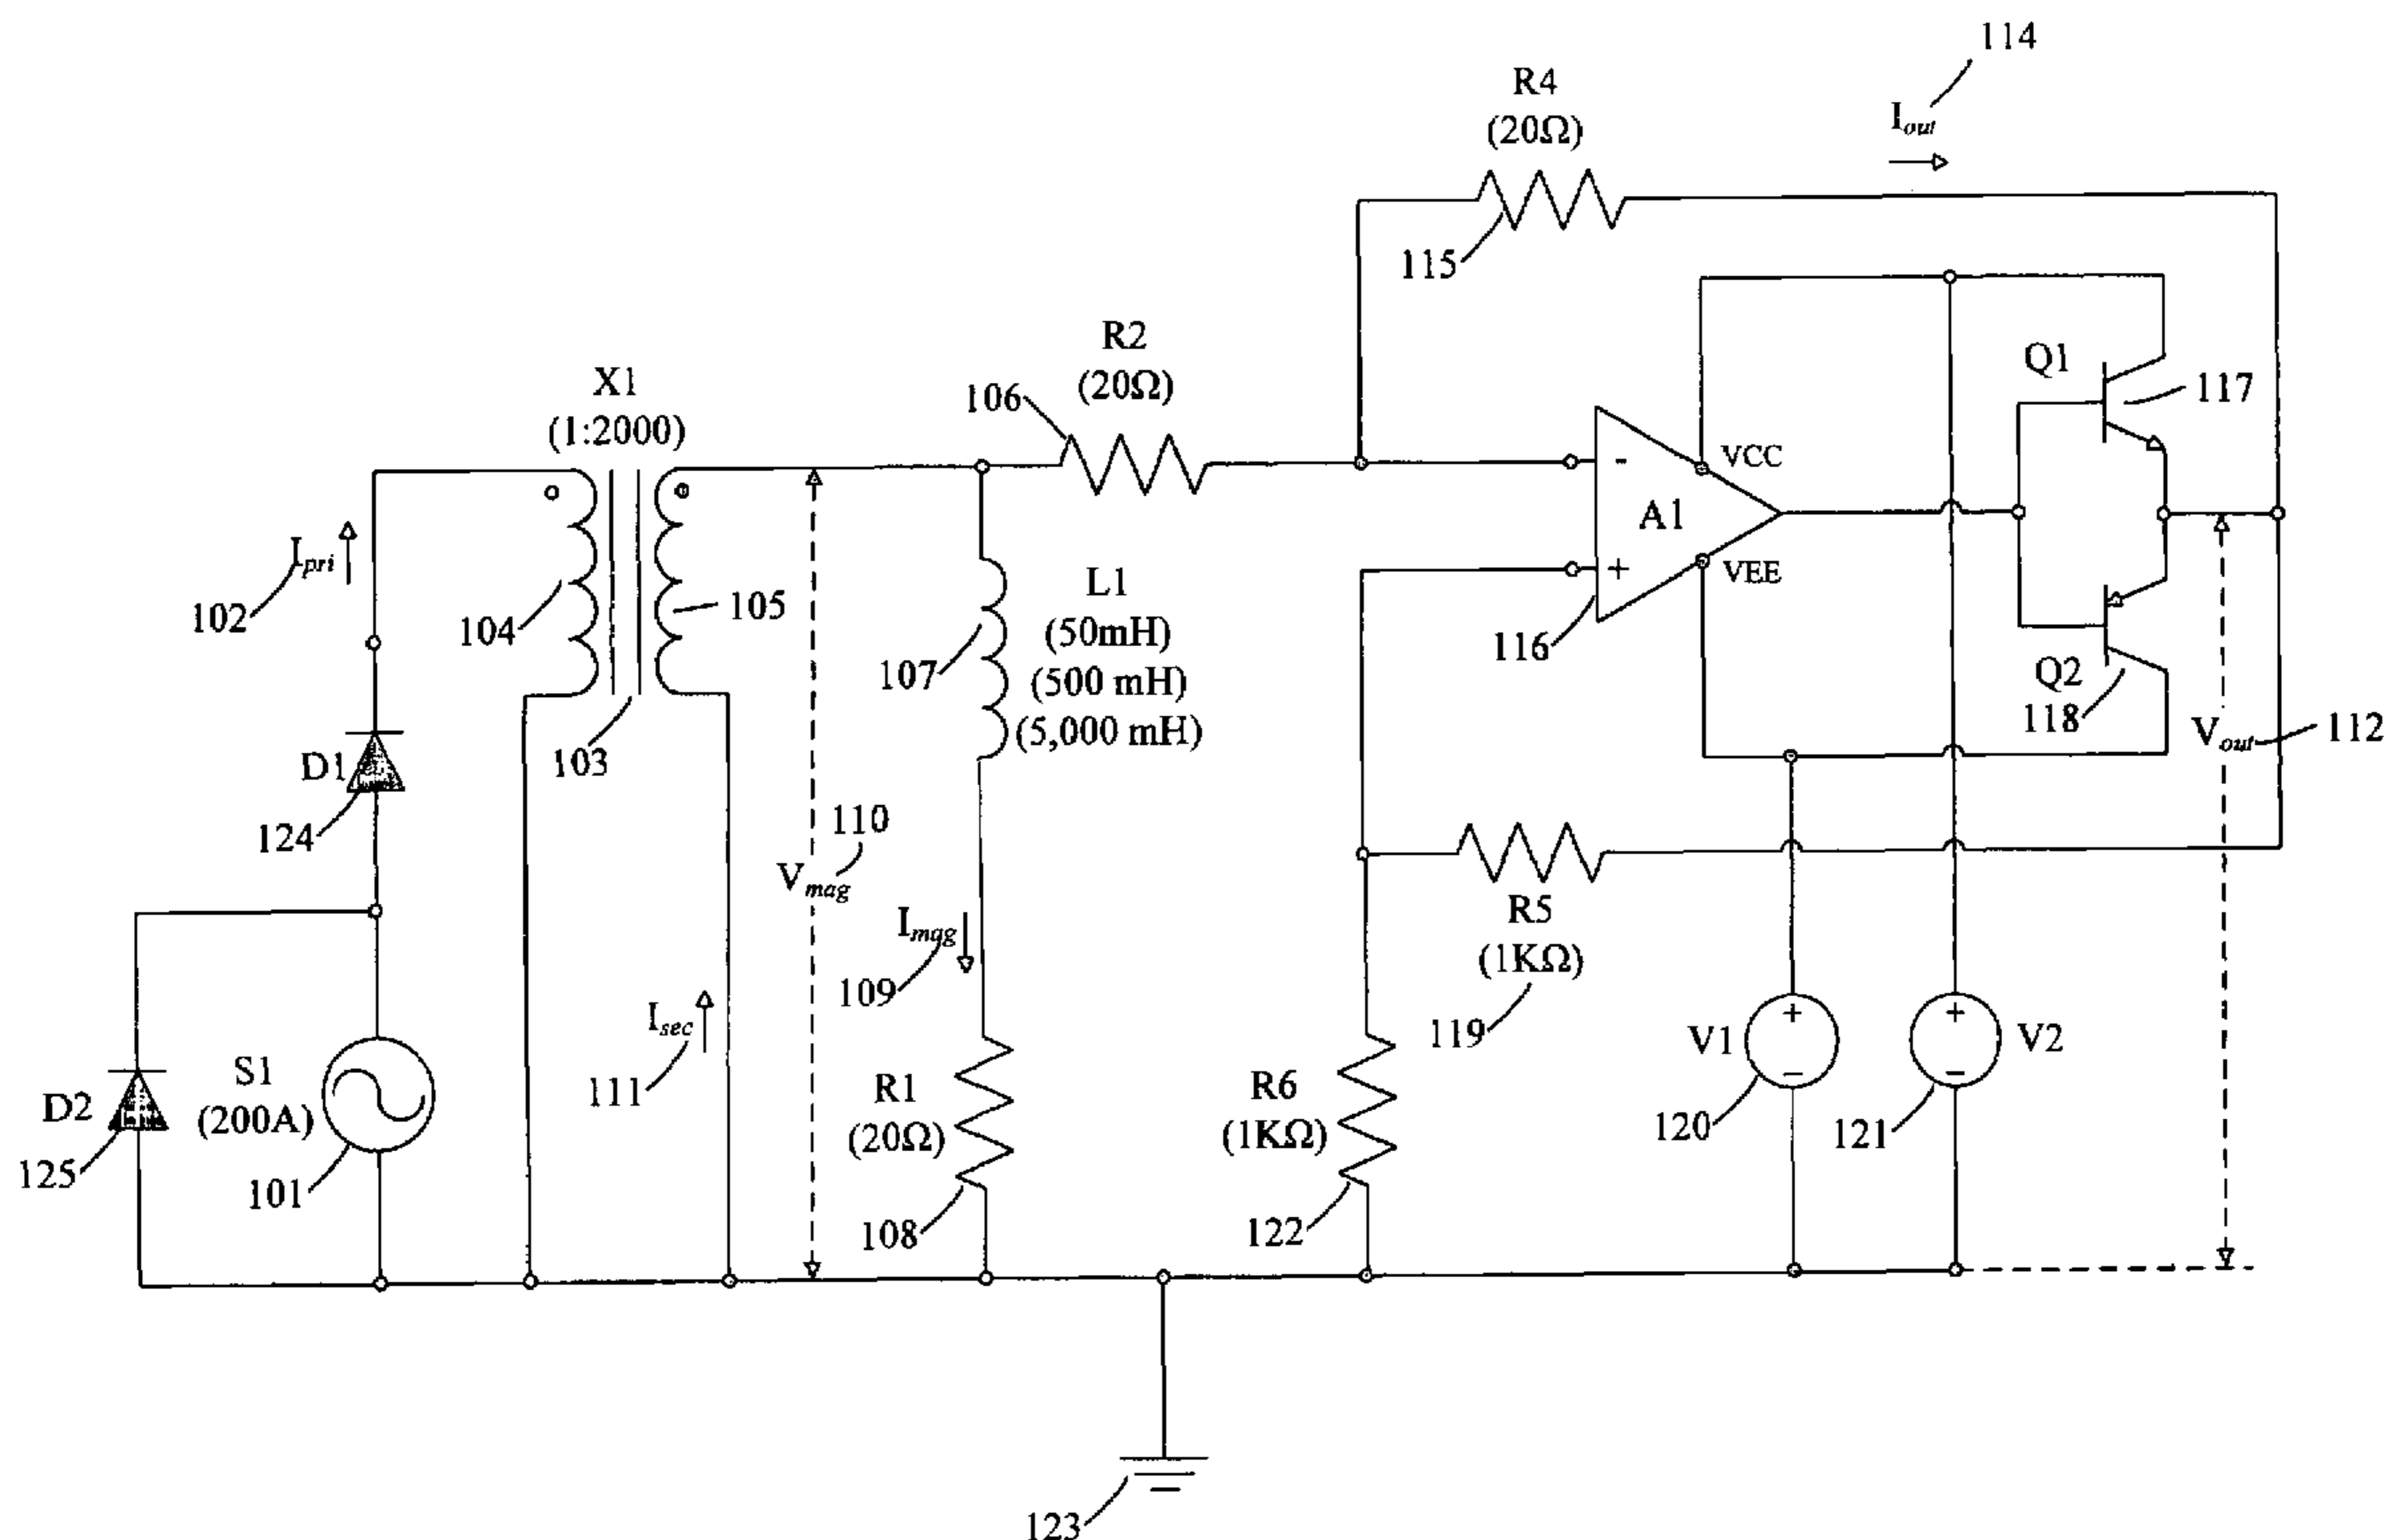 114
I_out
R4
(20Ω)
115
R2
(20Ω)
106
X1
(1:2000)
Q1
117
VCC
-
A1
+
VEE
116
I_pri
102
104
105
L1
(50mH)
(500 mH)
(5,000 mH)
107
Q2
118
V_out
112
D1
103
124
110
V_mag
I_mag
109
R5
(1KΩ)
119
I_sec
111
S1
(200A)
101
D2
125
R1
(20Ω)
108
R6
(1KΩ)
122
V1
+
-
120
V2
+
-
121
123